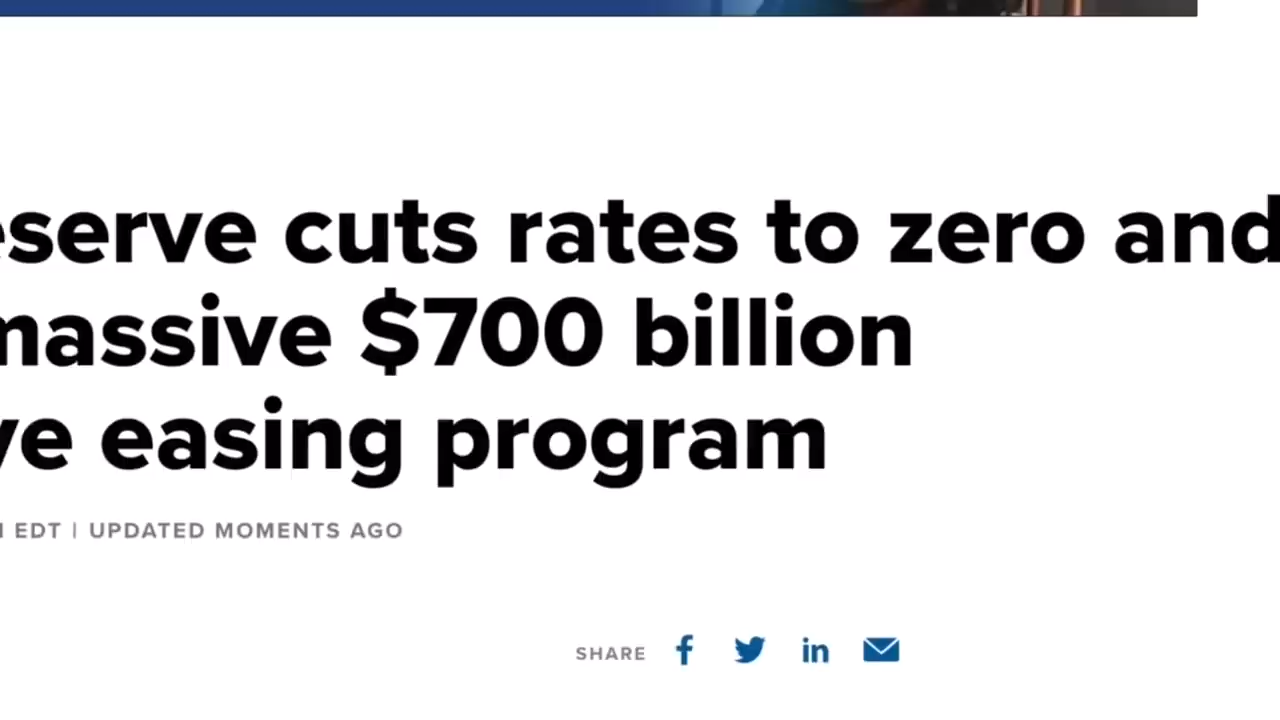 eserve cuts rates to zero and
massive $700 billion
ve easing program
EDT | UPDATED MOMENTS AGO
SHARE